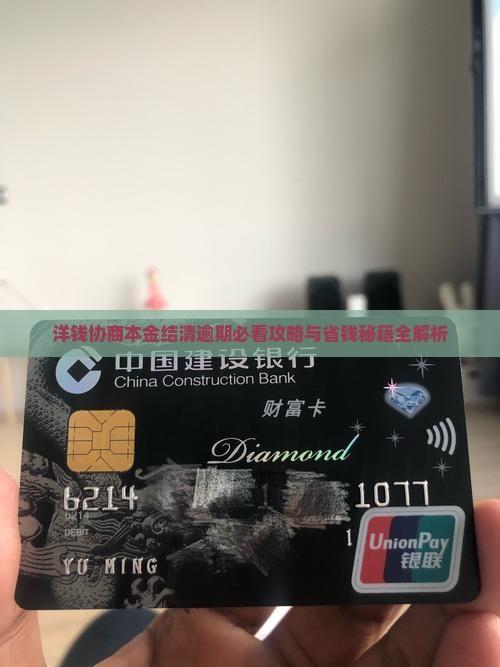 洋钱协商本金结清逾期必看攻略与省钱秘籍全解析
中国建设银行
China Construction Bank
财富卡
Diamond
6214 1077
6214
DEBIT
1
UnionPay
银联
YU MING